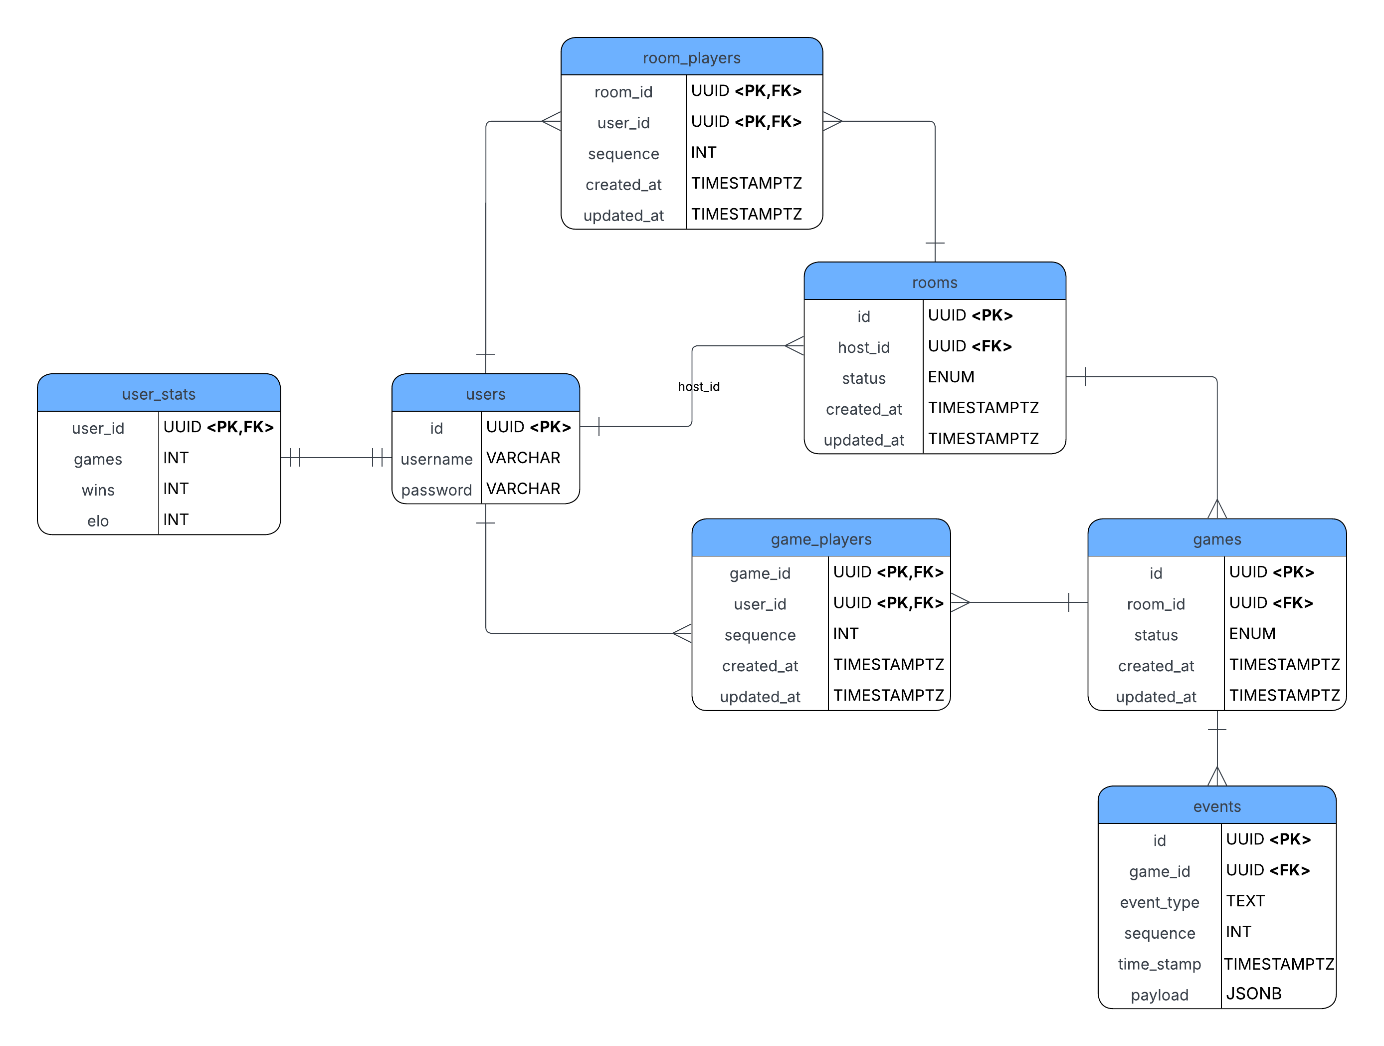 room_players
room_id UUID <PK,FK>
user_id UUID <PK,FK>
sequence INT
created_at TIMESTAMPTZ
updated_at TIMESTAMPTZ
rooms
id UUID <PK>
host_id UUID <FK>
status ENUM
created_at TIMESTAMPTZ
updated_at TIMESTAMPTZ
user_stats
user_id UUID <PK,FK>
games INT
wins INT
elo INT
users
id UUID <PK>
username VARCHAR
password VARCHAR
host_id
game_players
game_id UUID <PK,FK>
user_id UUID <PK,FK>
sequence INT
created_at TIMESTAMPTZ
updated_at TIMESTAMPTZ
games
id UUID <PK>
room_id UUID <FK>
status ENUM
created_at TIMESTAMPTZ
updated_at TIMESTAMPTZ
events
id UUID <PK>
game_id UUID <FK>
event_type TEXT
sequence INT
time_stamp TIMESTAMPTZ
payload JSONB